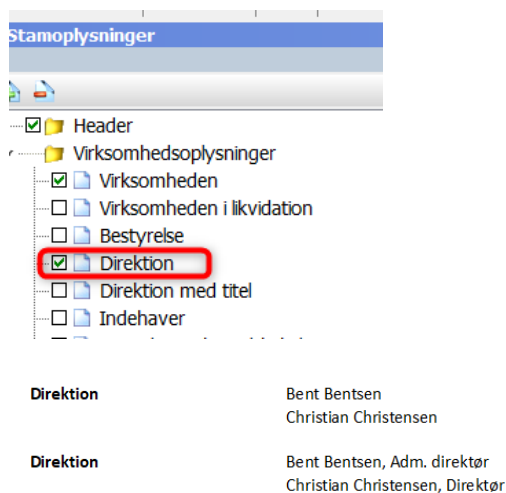 Stamoplysninger
Header
Virksomhedsoplysninger
Virksomheden
Virksomheden i likvidation
Bestyrelse
Direktion
Direktion med titel
Indehaver
Direktion Bent Bentsen
Christian Christensen
Direktion Bent Bentsen, Adm. direktør
Christian Christensen, Direktør